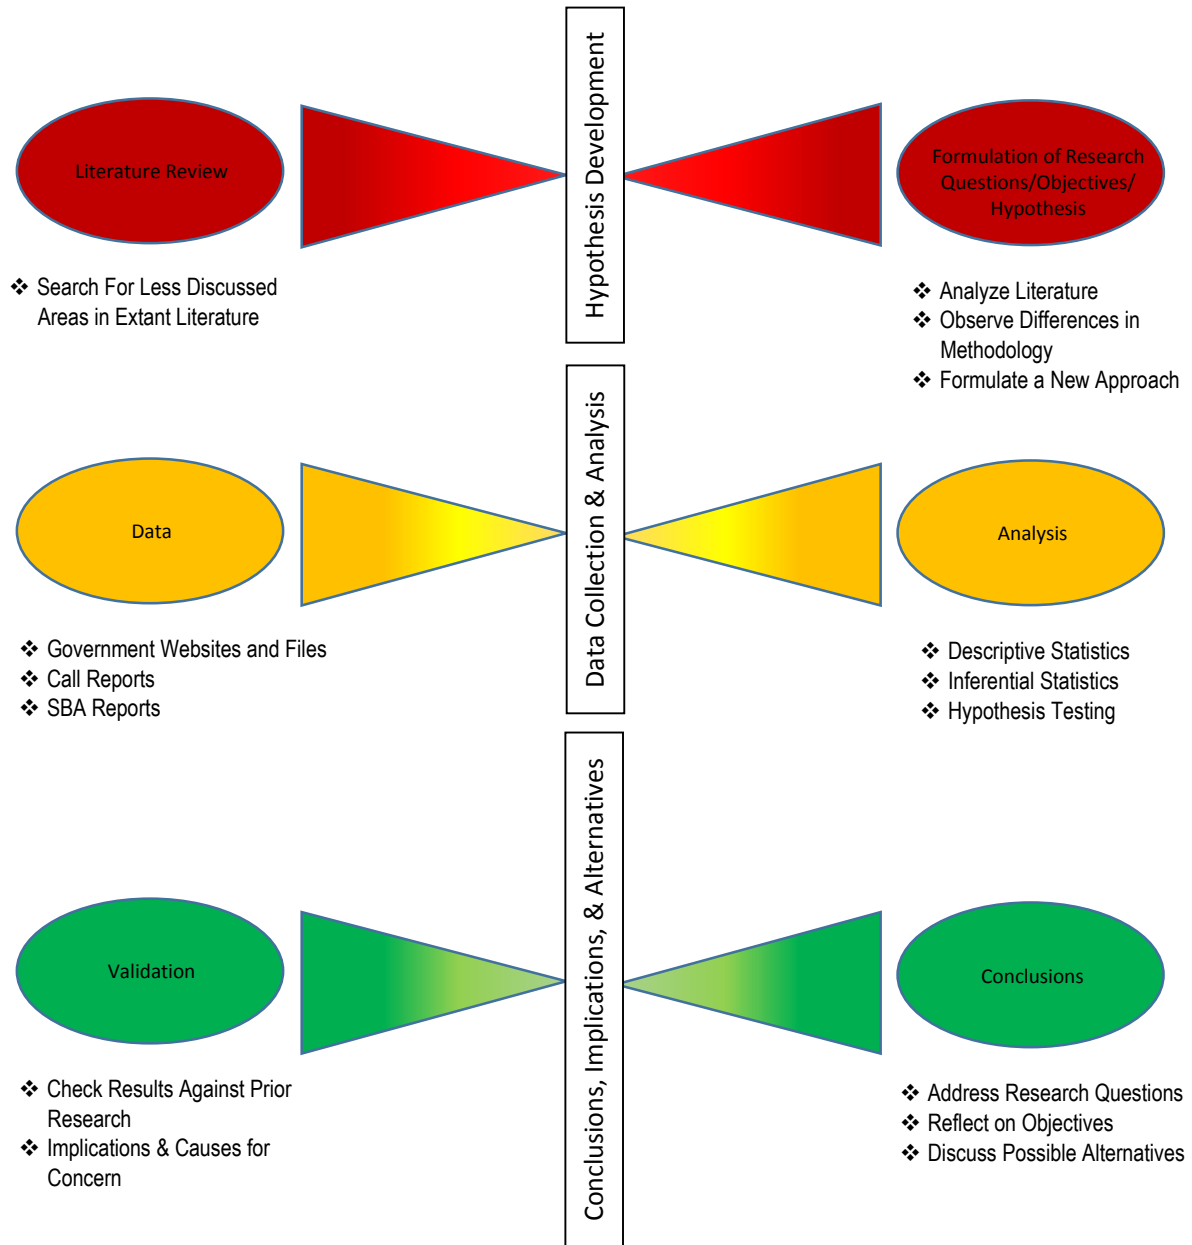 Hypothesis Development
Literature Review
Formulation of Research
Questions/Objectives/
Hypothesis
❖ Search For Less Discussed
Areas in Extant Literature
❖ Analyze Literature
❖ Observe Differences in
Methodology
❖ Formulate a New Approach
Data Collection & Analysis
Data
Analysis
❖ Government Websites and Files
❖ Call Reports
❖ SBA Reports
❖ Descriptive Statistics
❖ Inferential Statistics
❖ Hypothesis Testing
Conclusions, Implications, & Alternatives
Validation
Conclusions
❖ Check Results Against Prior
Research
❖ Implications & Causes for
Concern
❖ Address Research Questions
❖ Reflect on Objectives
❖ Discuss Possible Alternatives